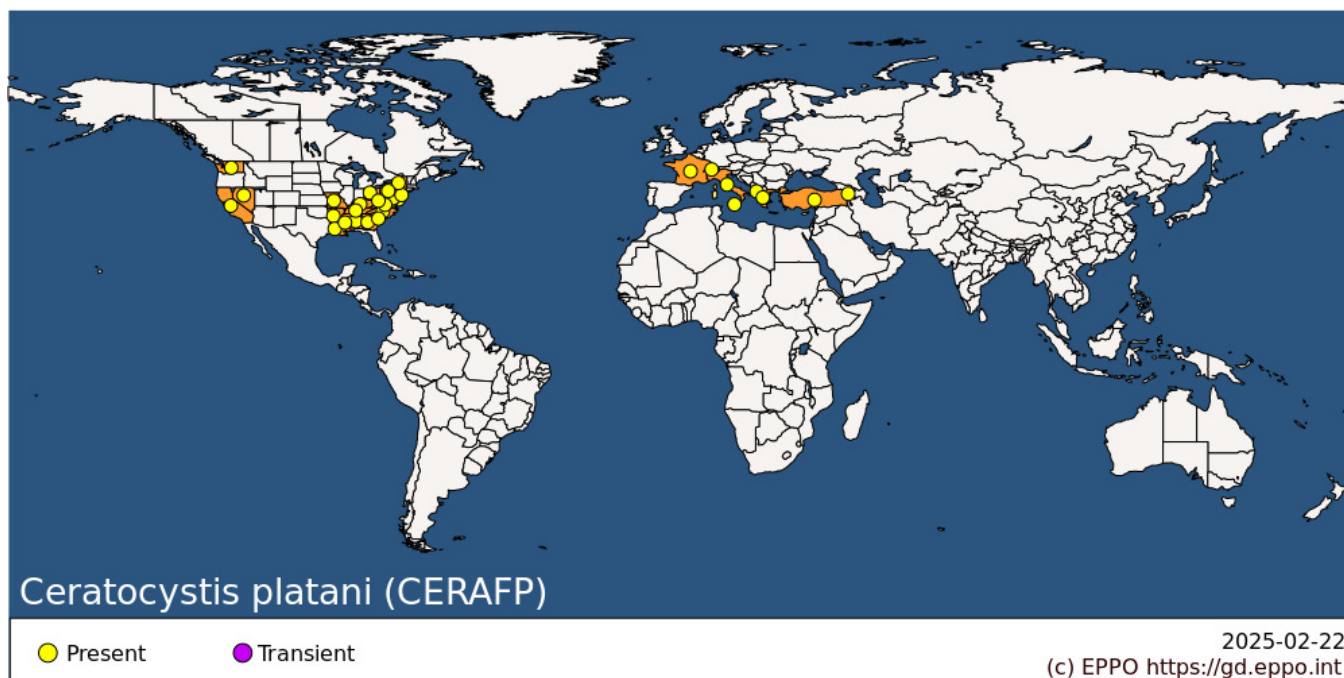 Ceratocystis platani (CERAFP)
Present
Transient
2025-02-22
(c) EPPO https://gd.eppo.int